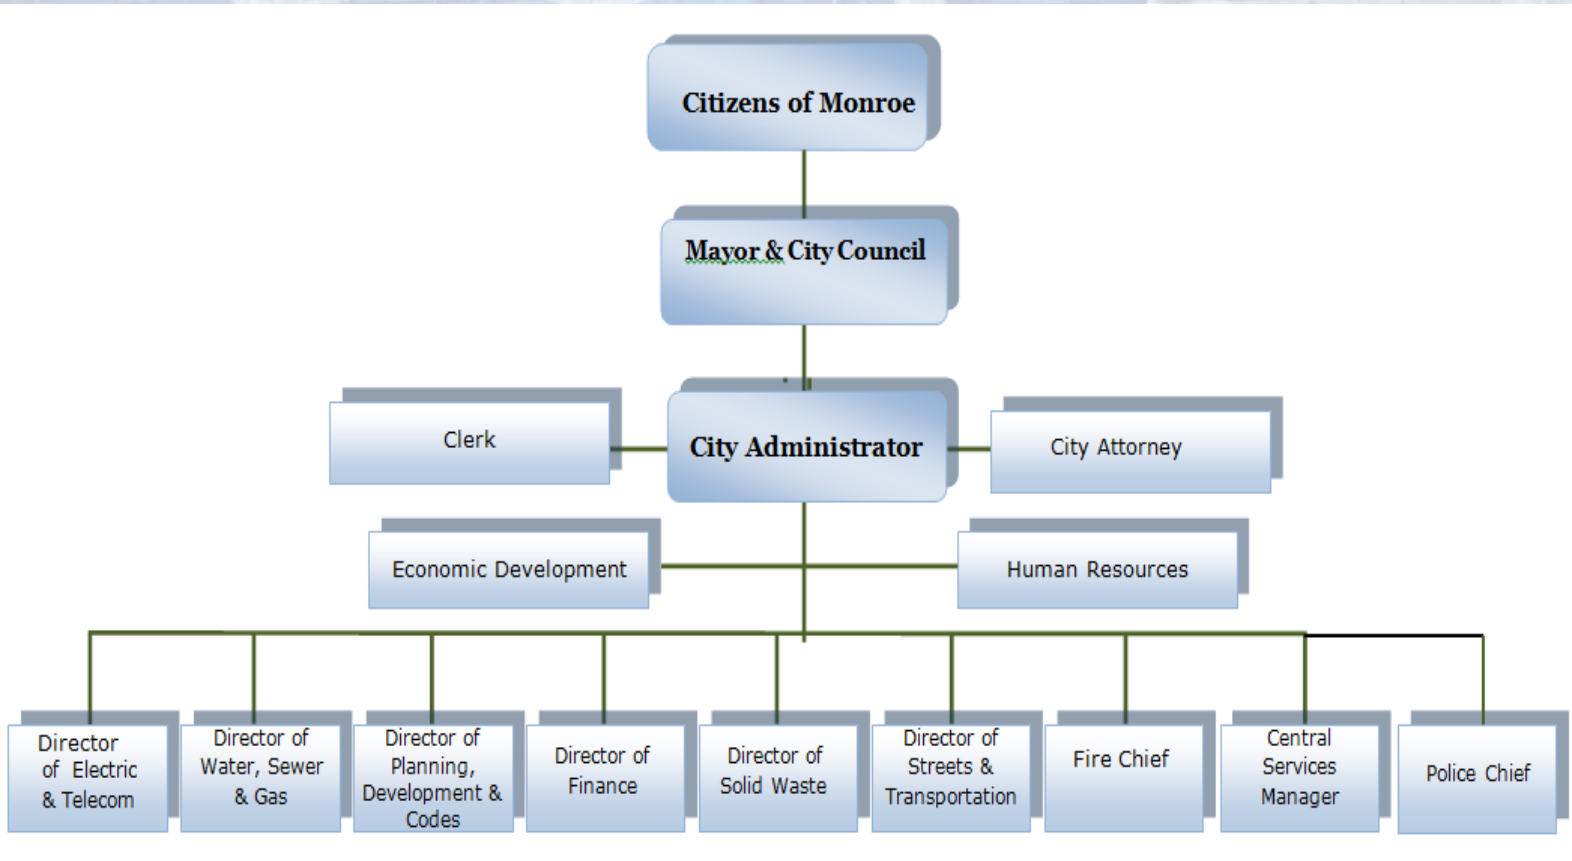 Citizens of Monroe
Mayor & City Council
City Administrator
Clerk
City Attorney
Economic Development
Human Resources
Director
of Electric
& Telecom
Director of
Water, Sewer
& Gas
Director of
Planning,
Development &
Codes
Director of
Finance
Director of
Solid Waste
Director of
Streets &
Transportation
Fire Chief
Central
Services
Manager
Police Chief